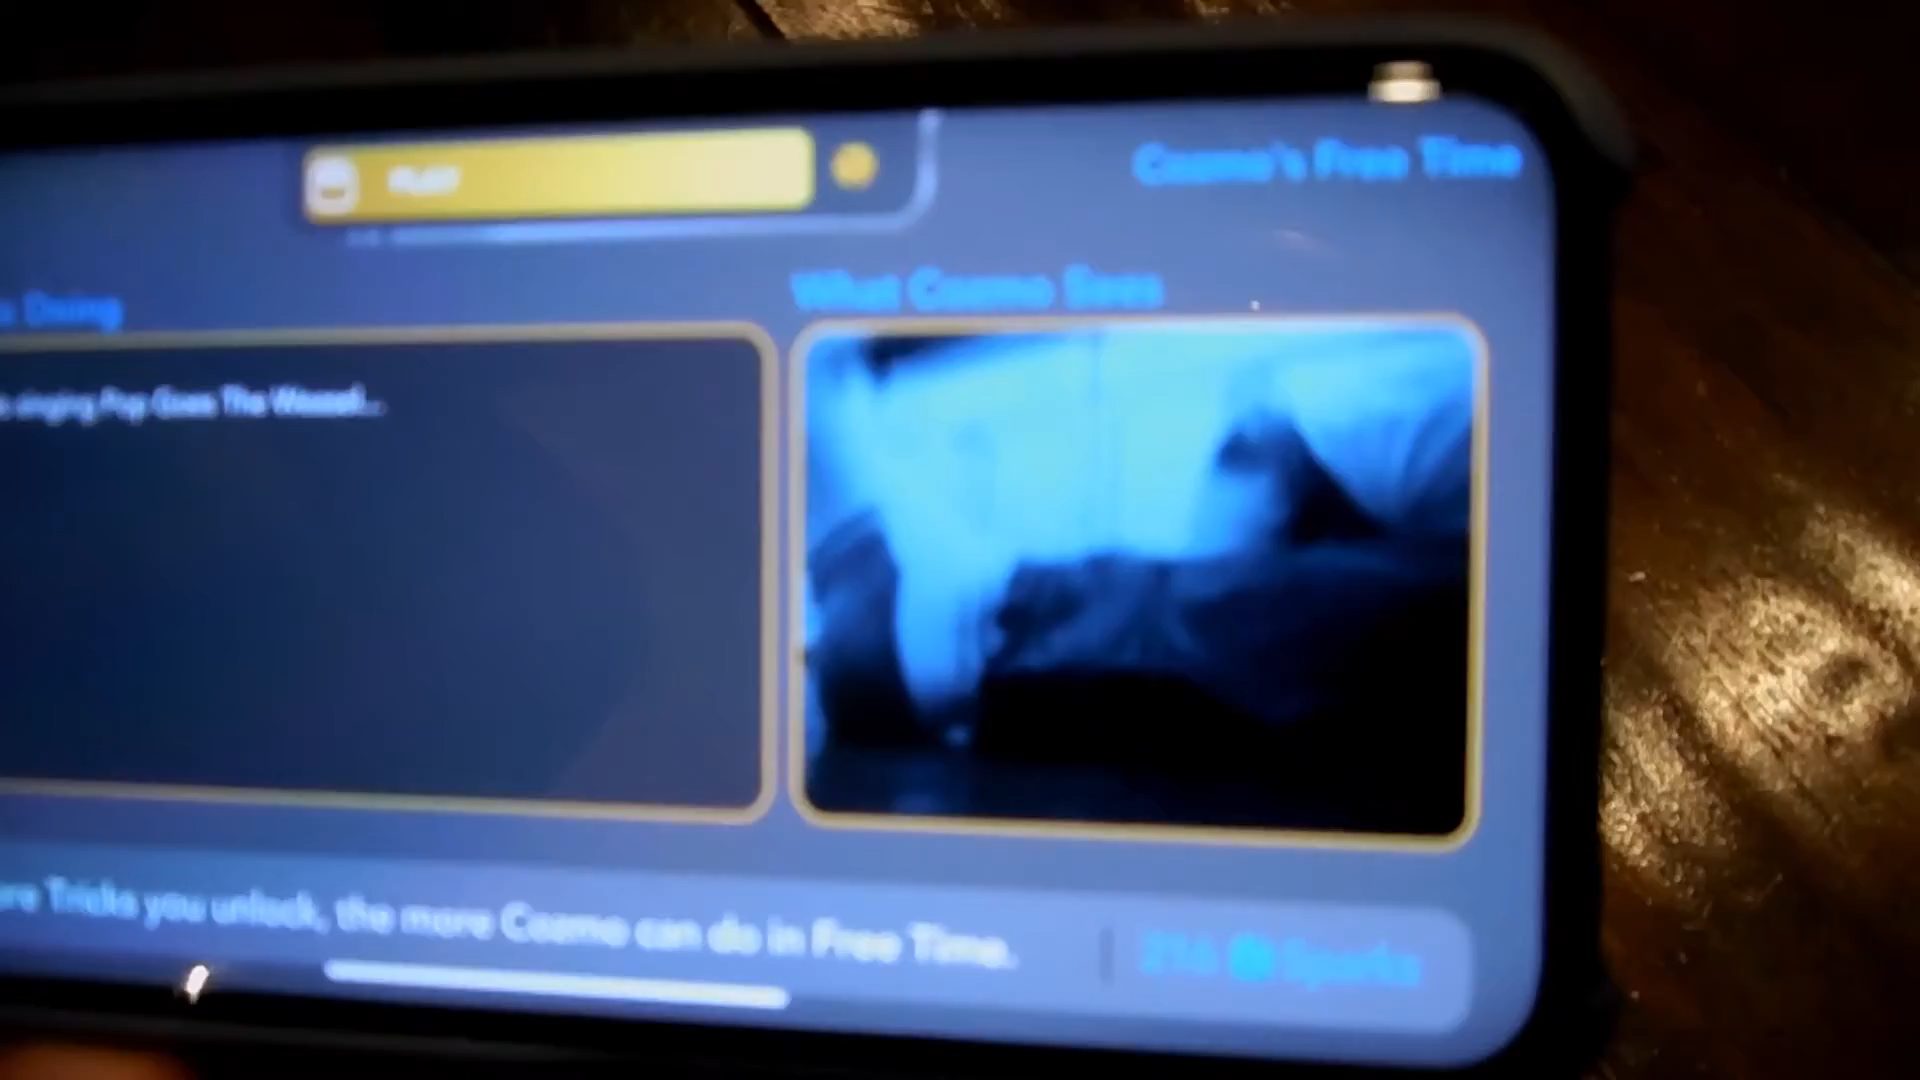 PLAY
Cozmo's Free Time
Doing
What Cozmo Sees
singing Pop Goes The Weasel...
Tricks you unlock, the more Cozmo can do in Free Time.
Sparks